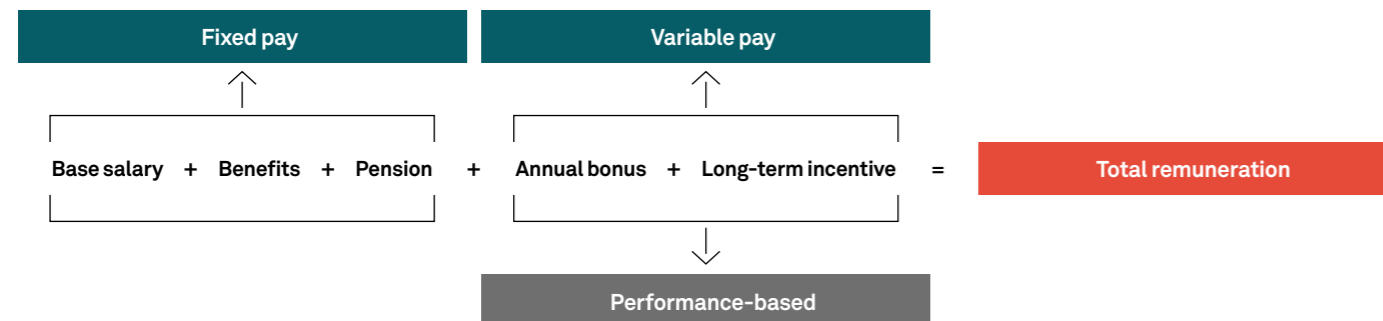 Fixed pay Variable pay
Base salary + Benefits + Pension + Annual bonus + Long-term incentive = Total remuneration
Performance-based